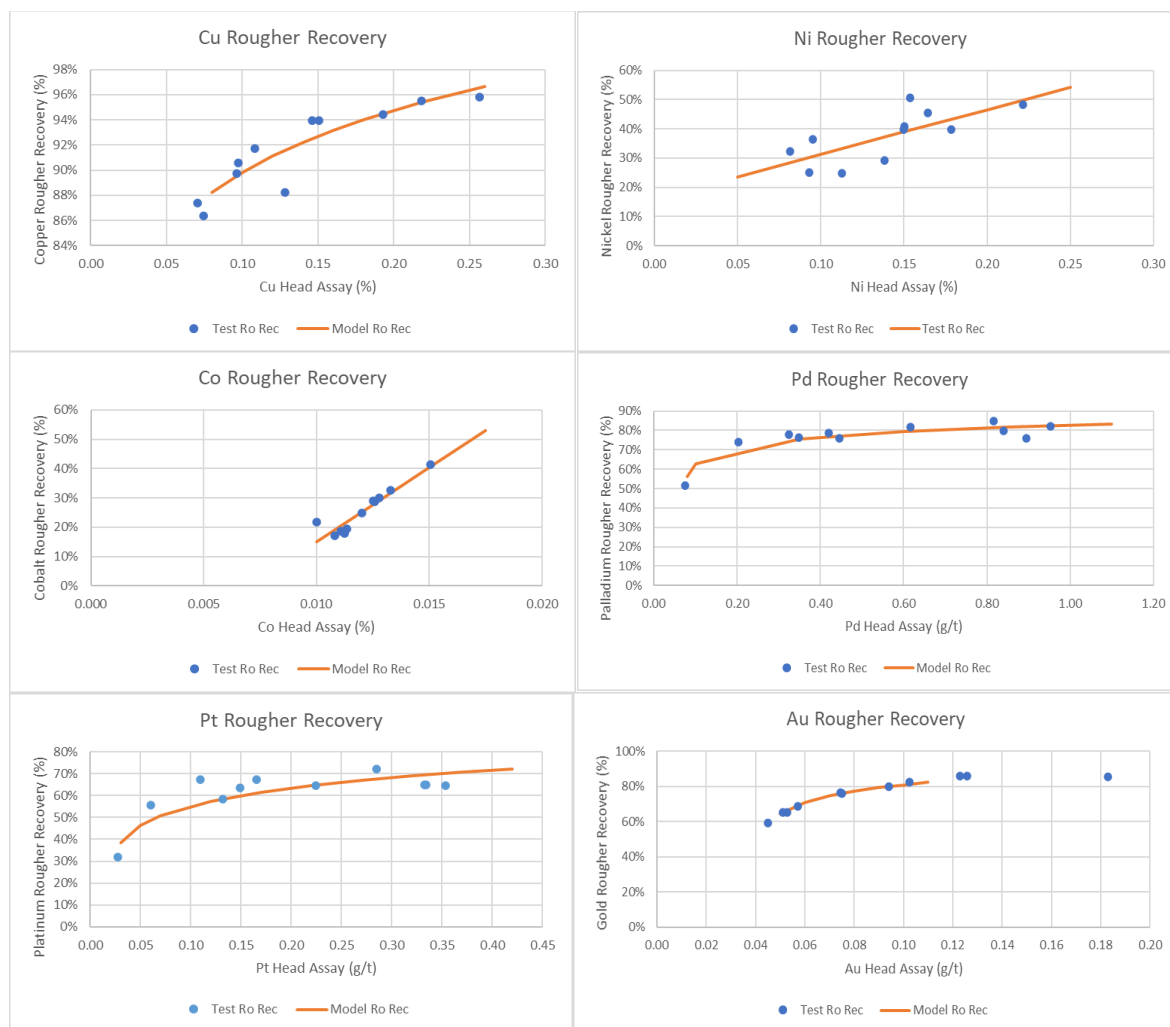 Cu Rougher Recovery
Copper Rougher Recovery (%)
98%
96%
94%
92%
90%
88%
86%
84%
0.00 0.05 0.10 0.15 0.20 0.25 0.30
Cu Head Assay (%)
Test Ro Rec Model Ro Rec
Ni Rougher Recovery
Nickel Rougher Recovery (%)
60%
50%
40%
30%
20%
10%
0%
0.00 0.05 0.10 0.15 0.20 0.25 0.30
Ni Head Assay (%)
Test Ro Rec Test Ro Rec
Co Rougher Recovery
Cobalt Rougher Recovery (%)
60%
50%
40%
30%
20%
10%
0%
0.000 0.005 0.010 0.015 0.020
Co Head Assay (%)
Test Ro Rec Model Ro Rec
Pd Rougher Recovery
Palladium Rougher Recovery (%)
90%
80%
70%
60%
50%
40%
30%
20%
10%
0%
0.00 0.20 0.40 0.60 0.80 1.00 1.20
Pd Head Assay (g/t)
Test Ro Rec Model Ro Rec
Pt Rougher Recovery
Platinum Rougher Recovery (%)
80%
70%
60%
50%
40%
30%
20%
10%
0%
0.00 0.05 0.10 0.15 0.20 0.25 0.30 0.35 0.40 0.45
Pt Head Assay (g/t)
Test Ro Rec Model Ro Rec
Au Rougher Recovery
Gold Rougher Recovery (%)
100%
80%
60%
40%
20%
0%
0.00 0.02 0.04 0.06 0.08 0.10 0.12 0.14 0.16 0.18 0.20
Au Head Assay (g/t)
Test Ro Rec Model Ro Rec